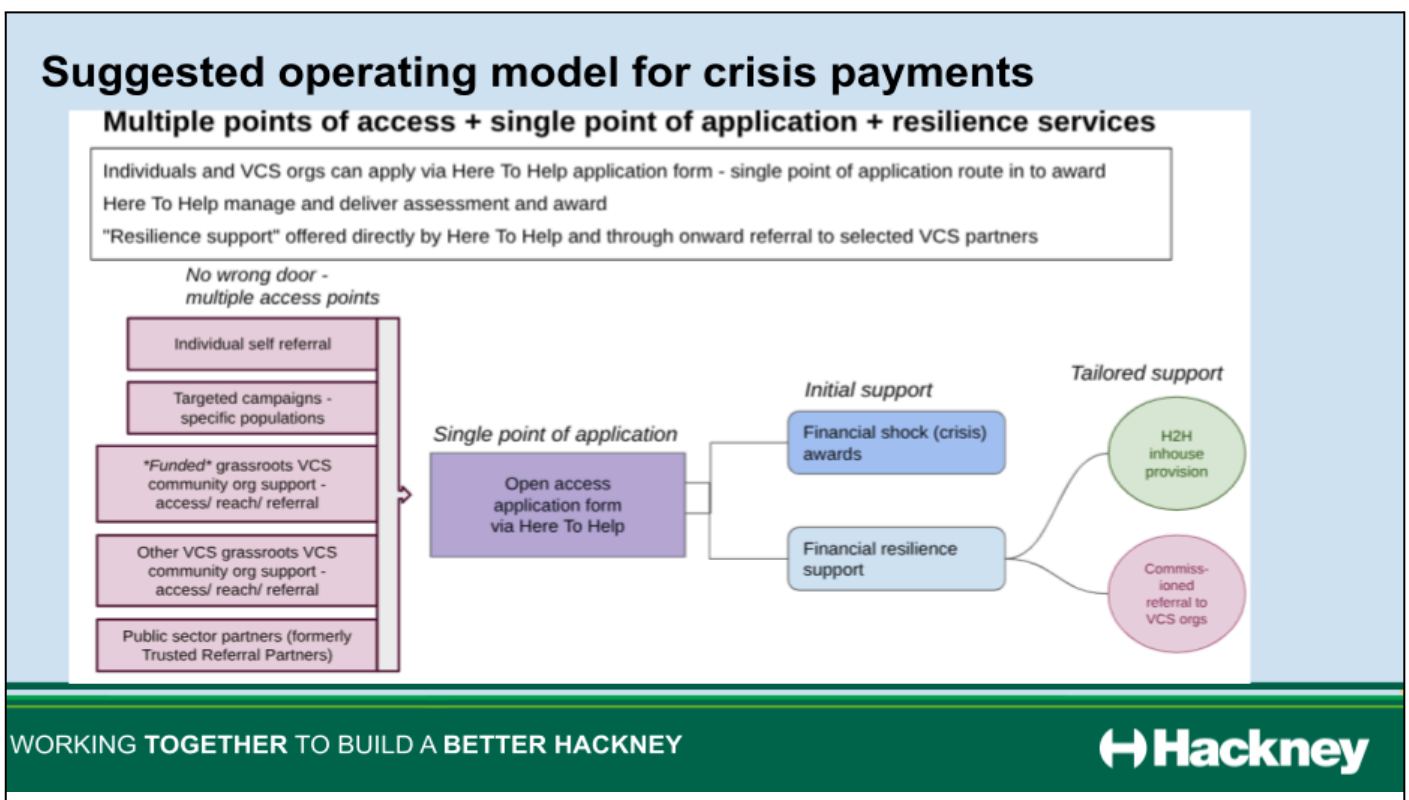 Suggested operating model for crisis payments
Multiple points of access + single point of application + resilience services
Individuals and VCS orgs can apply via Here To Help application form - single point of application route in to award
Here To Help manage and deliver assessment and award
"Resilience support" offered directly by Here To Help and through onward referral to selected VCS partners
No wrong door -
multiple access points
Individual self referral
Targeted campaigns -
specific populations
*Funded* grassroots VCS
community org support -
access/ reach/ referral
Other VCS grassroots VCS
community org support -
access/ reach/ referral
Public sector partners (formerly
Trusted Referral Partners)
Single point of application
Open access
application form
via Here To Help
Initial support
Financial shock (crisis)
awards
Financial resilience
support
Tailored support
H2H
inhouse
provision
Commiss-
ioned
referral to
VCS orgs
WORKING TOGETHER TO BUILD A BETTER HACKNEY
Hackney